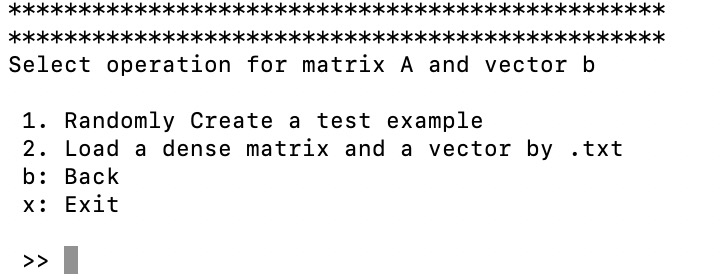 ***********************************************
***********************************************
Select operation for matrix A and vector b
1. Randomly Create a test example
2. Load a dense matrix and a vector by .txt
b: Back
x: Exit
>>